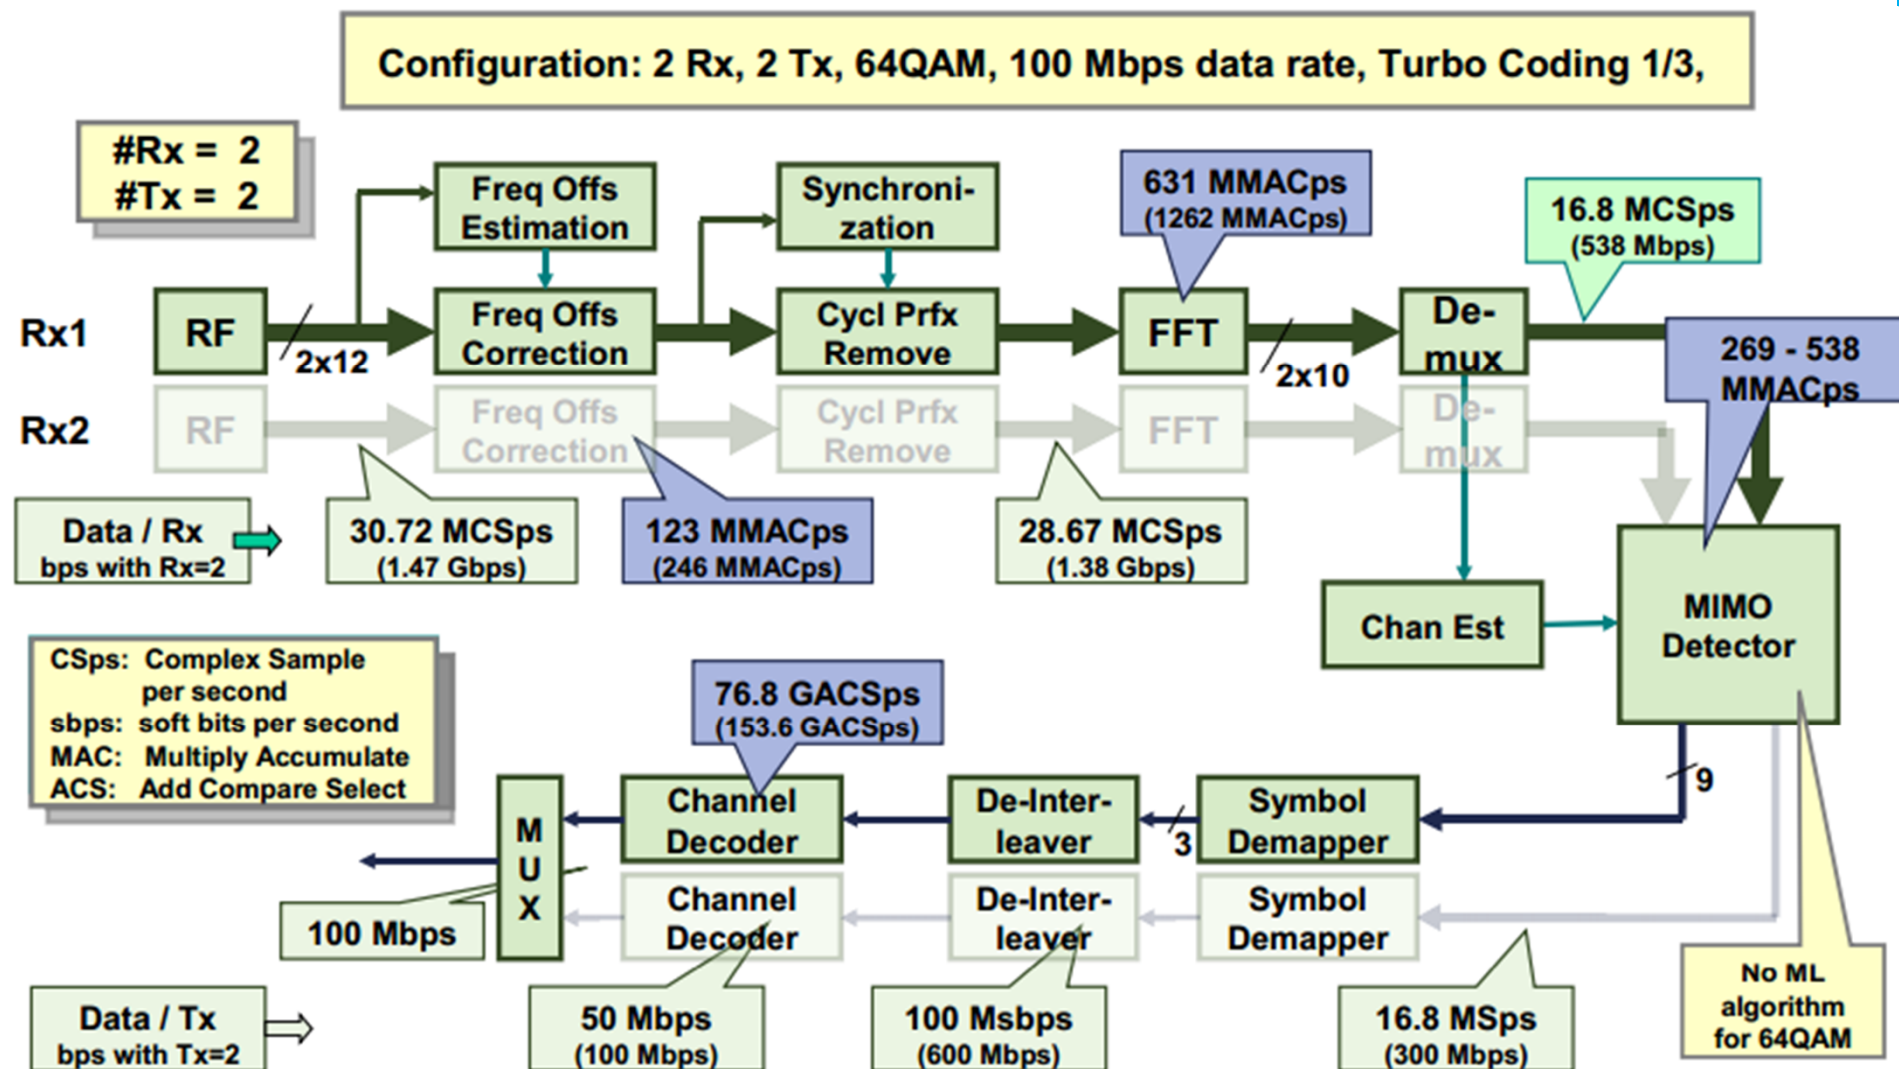 Configuration: 2 Rx, 2 Tx, 64QAM, 100 Mbps data rate, Turbo Coding 1/3,
#Rx = 2
#Tx = 2
Freq Offs
Estimation
Synchroni-
zation
631 MMACps
(1262 MMACps)
16.8 MCSps
(538 Mbps)
Rx1
RF
2x12
Freq Offs
Correction
Cycl Prfx
Remove
FFT
2x10
De-
mux
269 - 538
MMACps
Rx2
RF
Freq Offs
Correction
Cycl Prfx
Remove
FFT
De-
mux
Data / Rx
bps with Rx=2
30.72 MCSps
(1.47 Gbps)
123 MMACps
(246 MMACps)
28.67 MCSps
(1.38 Gbps)
Chan Est
MIMO
Detector
CSps: Complex Sample
per second
sbps: soft bits per second
MAC: Multiply Accumulate
ACS: Add Compare Select
76.8 GACSps
(153.6 GACSps)
9
M
U
X
Channel
Decoder
De-Inter-
leaver
3
Symbol
Demapper
Channel
Decoder
De-Inter-
leaver
Symbol
Demapper
100 Mbps
No ML
algorithm
for 64QAM
Data / Tx
bps with Tx=2
50 Mbps
(100 Mbps)
100 Msbps
(600 Mbps)
16.8 MSps
(300 Mbps)